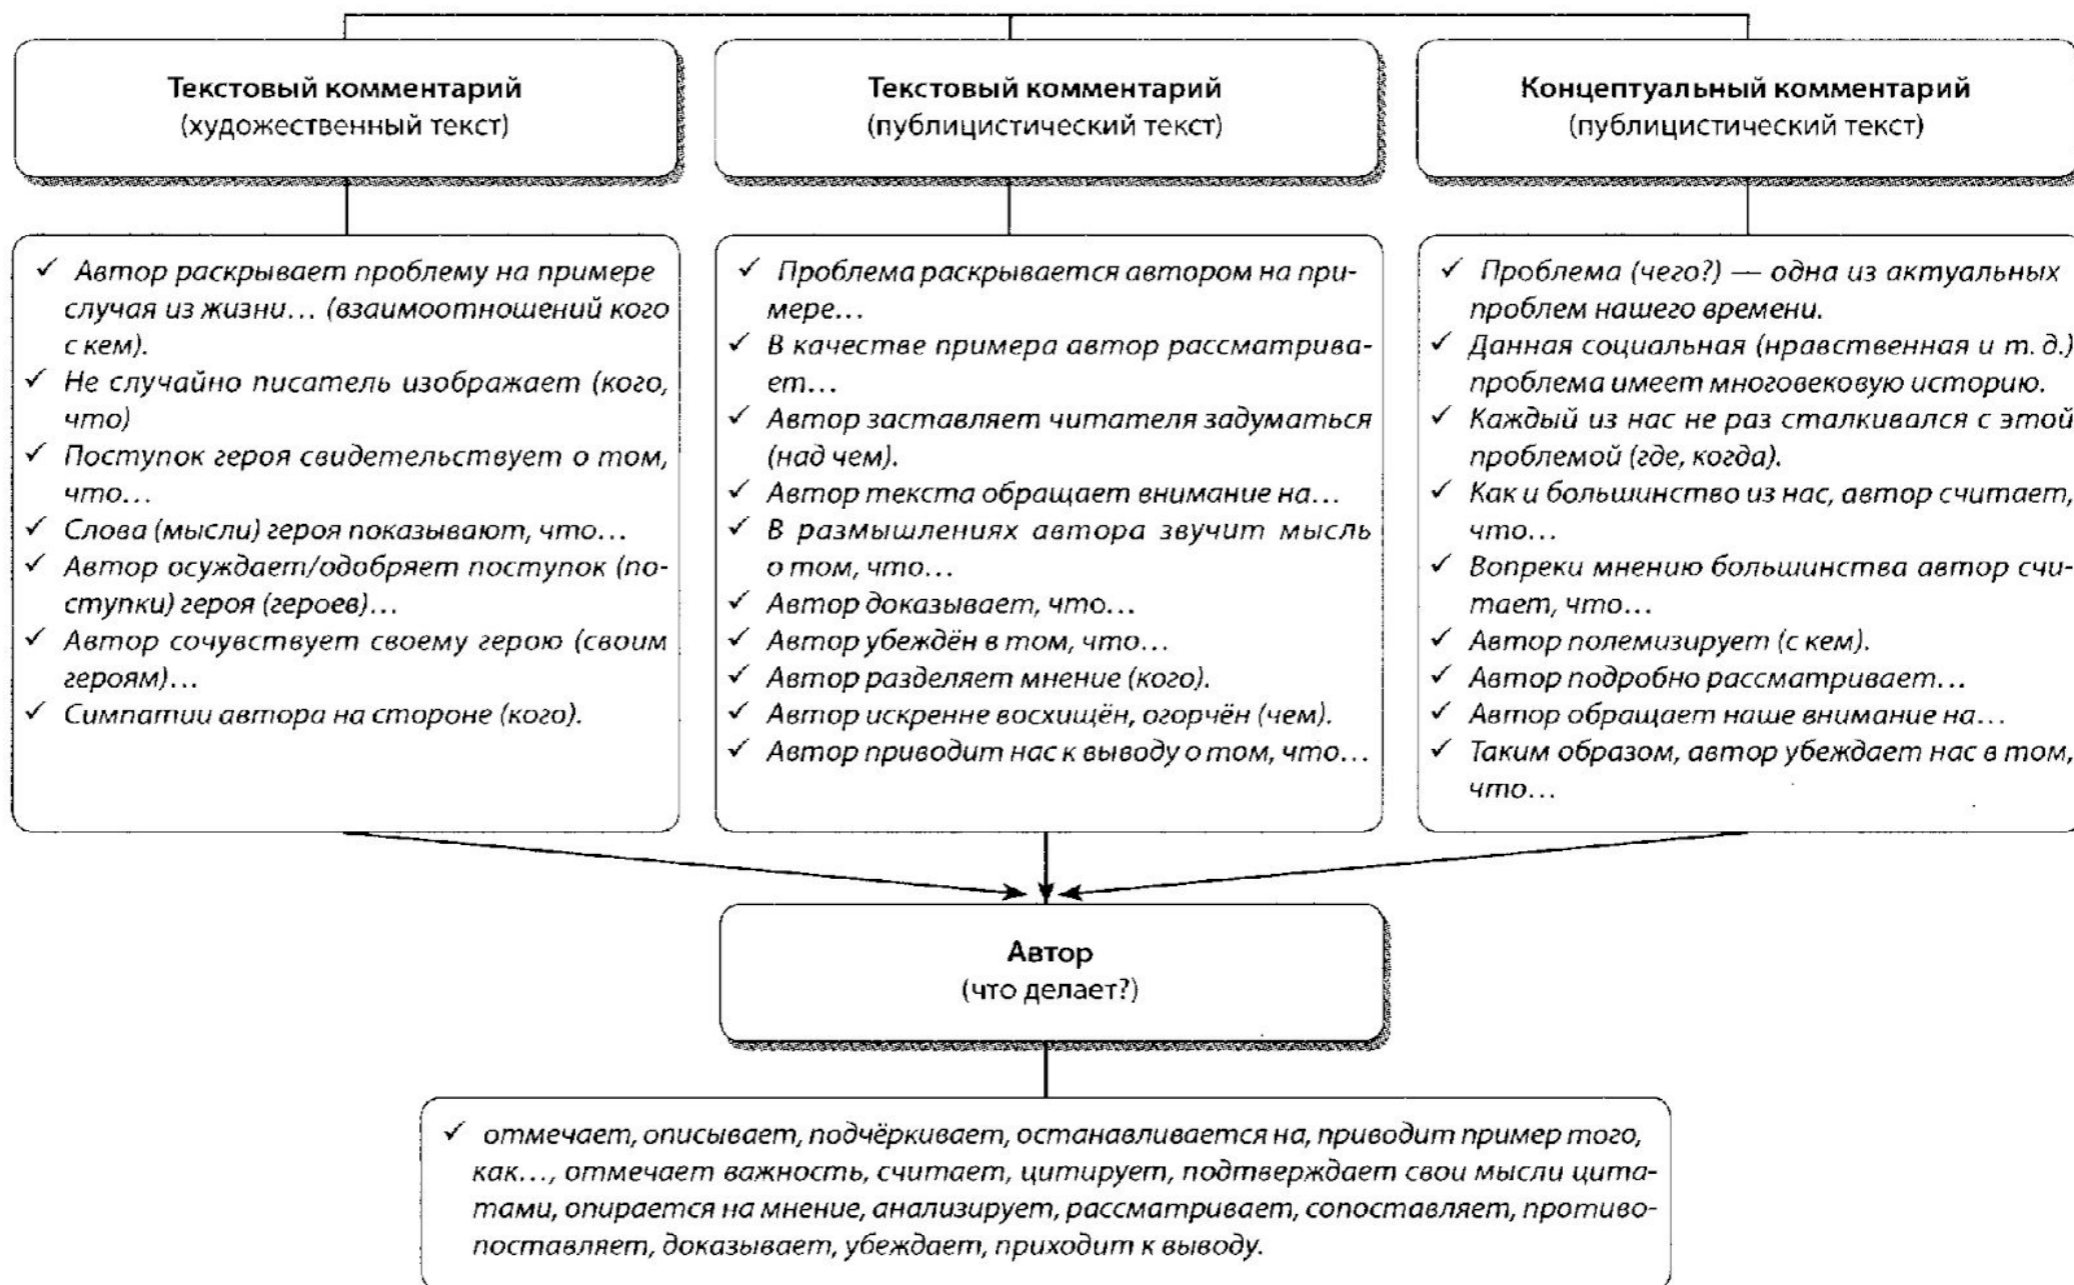 Текстовый комментарий
(художественный текст)
✓ Автор раскрывает проблему на примере
случая из жизни… (взаимоотношений кого
с кем).
✓ Не случайно писатель изображает (кого,
что)
✓ Поступок героя свидетельствует о том,
что…
✓ Слова (мысли) героя показывают, что…
✓ Автор осуждает/одобряет поступок (по-
ступки) героя (героев)…
✓ Автор сочувствует своему герою (своим
героям)…
✓ Симпатии автора на стороне (кого).
Текстовый комментарий
(публицистический текст)
✓ Проблема раскрывается автором на при-
мере…
✓ В качестве примера автор рассматрива-
ет…
✓ Автор заставляет читателя задуматься
(над чем).
✓ Автор текста обращает внимание на…
✓ В размышлениях автора звучит мысль
о том, что…
✓ Автор доказывает, что…
✓ Автор убеждён в том, что…
✓ Автор разделяет мнение (кого).
✓ Автор искренне восхищён, огорчён (чем).
✓ Автор приводит нас к выводу о том, что…
Концептуальный комментарий
(публицистический текст)
✓ Проблема (чего?) — одна из актуальных
проблем нашего времени.
✓ Данная социальная (нравственная и т. д.)
проблема имеет многовековую историю.
✓ Каждый из нас не раз сталкивался с этой
проблемой (где, когда).
✓ Как и большинство из нас, автор считает,
что…
✓ Вопреки мнению большинства автор счи-
тает, что…
✓ Автор полемизирует (с кем).
✓ Автор подробно рассматривает…
✓ Автор обращает наше внимание на…
✓ Таким образом, автор убеждает нас в том,
что…
Автор
(что делает?)
✓ отмечает, описывает, подчёркивает, останавливается на, приводит пример того,
как…, отмечает важность, считает, цитирует, подтверждает свои мысли цита-
тами, опирается на мнение, анализирует, рассматривает, сопоставляет, противо-
поставляет, доказывает, убеждает, приходит к выводу.